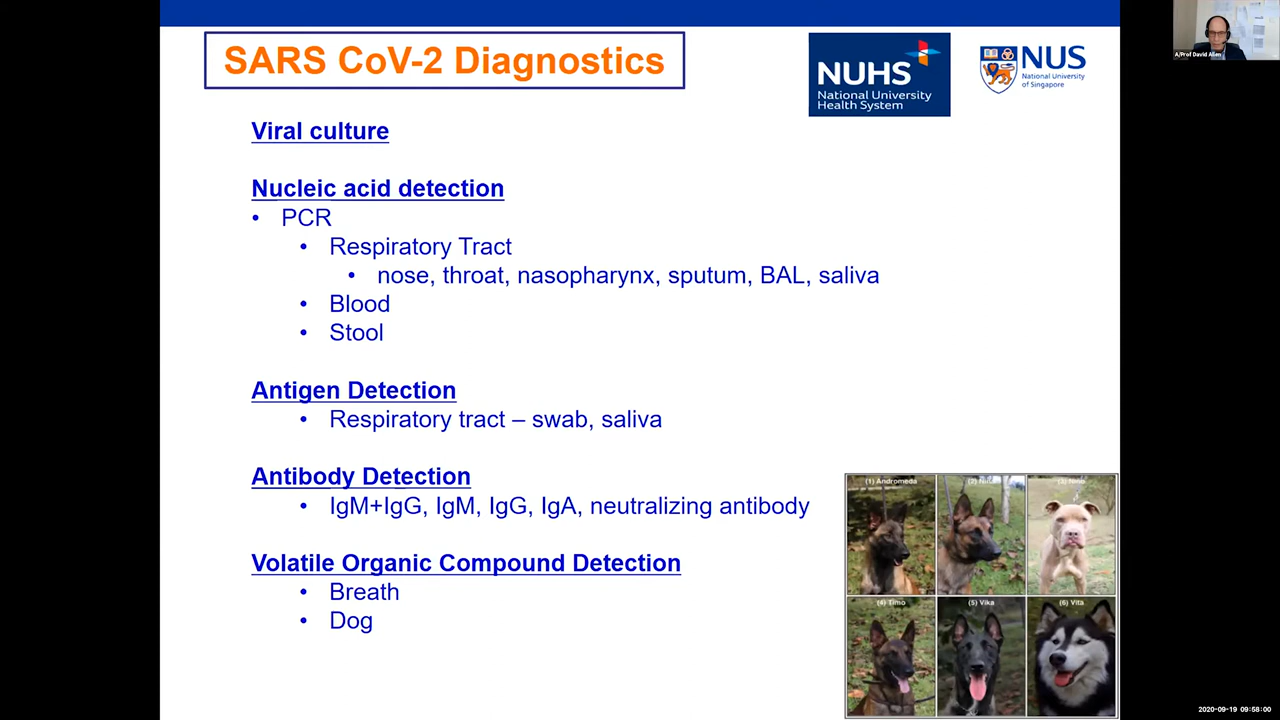 SARS CoV-2 Diagnostics
NUHS
National University
Health System
NUS
National University
of Singapore
A/Prof David Allen
Viral culture
Nucleic acid detection
• PCR
• Respiratory Tract
• nose, throat, nasopharynx, sputum, BAL, saliva
• Blood
• Stool
Antigen Detection
• Respiratory tract – swab, saliva
Antibody Detection
• IgM+IgG, IgM, IgG, IgA, neutralizing antibody
Volatile Organic Compound Detection
• Breath
• Dog
(1) Andromeda
(2)
(3) Nino
(4) Timo
(5) Vika
(6) Vita
2020-09-19 09:58:00